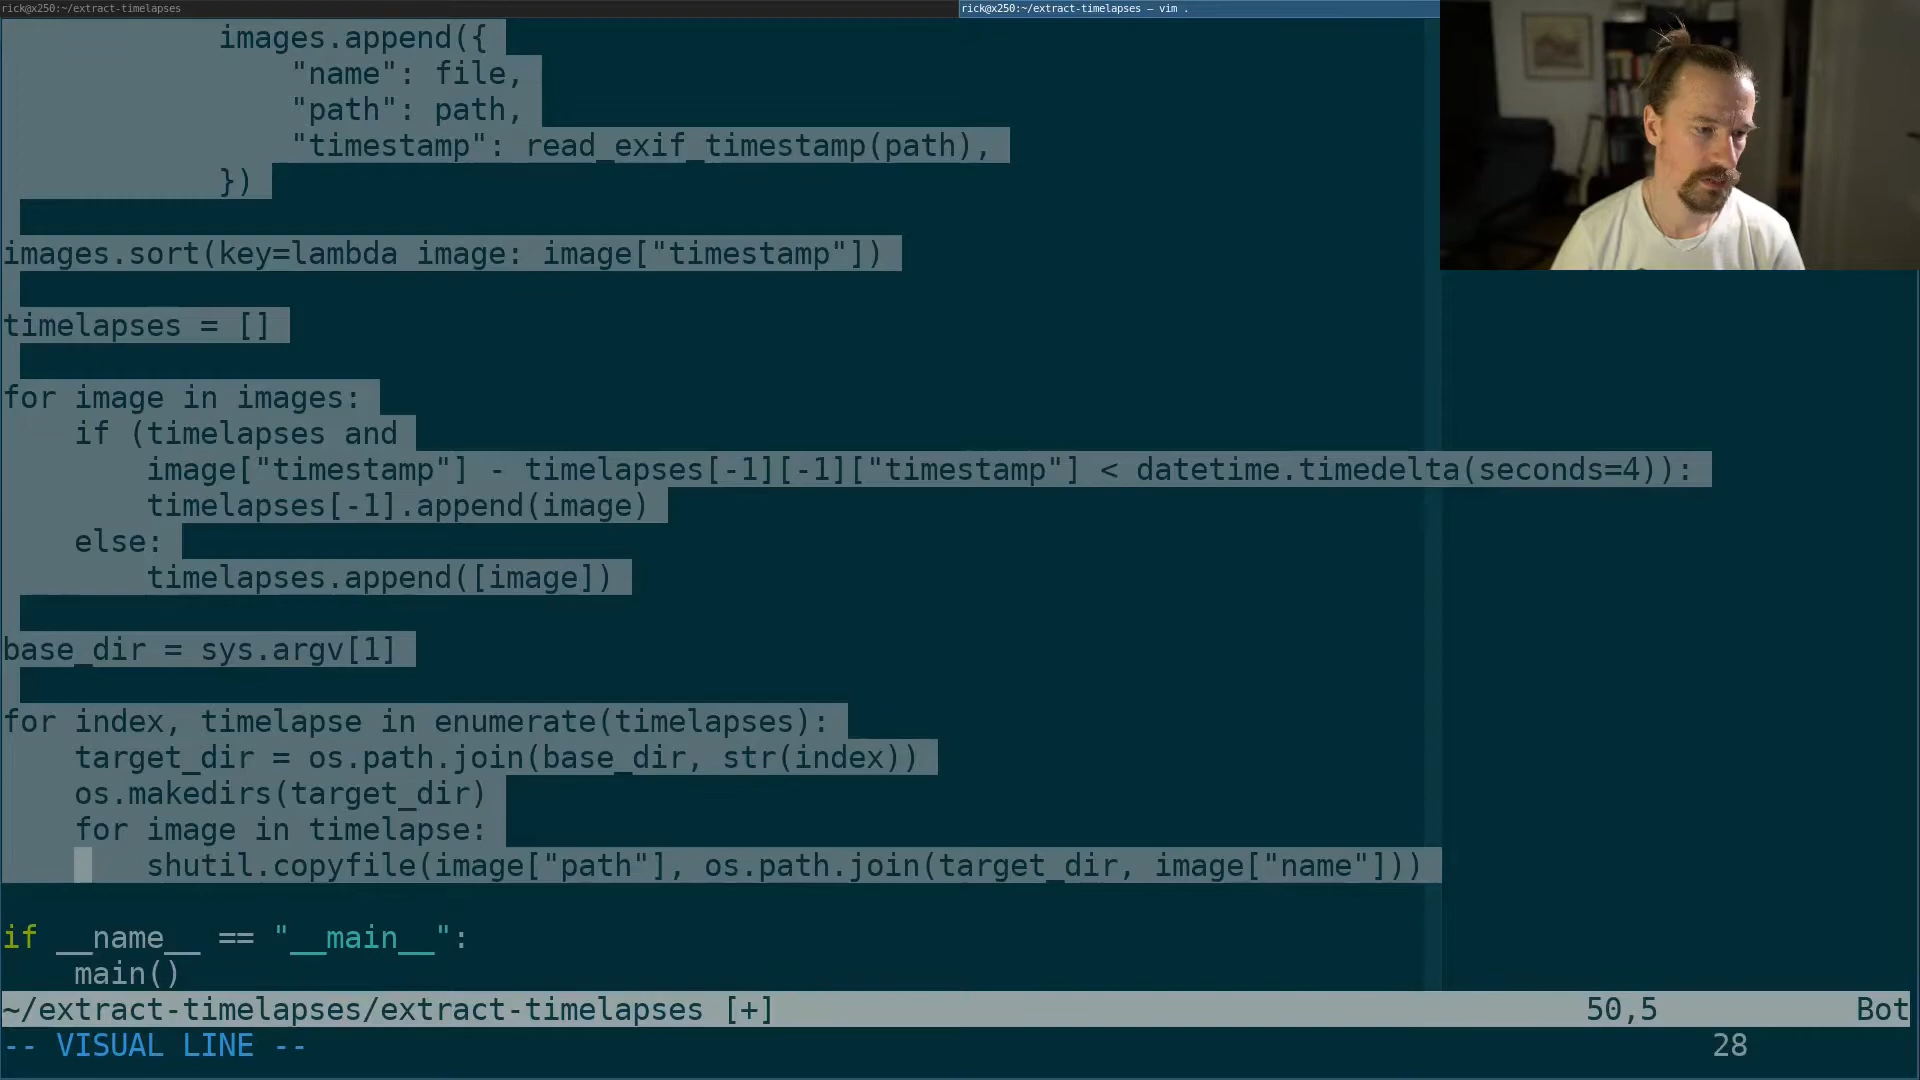 rick@x250:~/extract-timelapses
rick@x250:~/extract-timelapses — vim .
images.append({
"name": file,
"path": path,
"timestamp": read_exif_timestamp(path),
})
images.sort(key=lambda image: image["timestamp"])
timelapses = []
for image in images:
if (timelapses and
image["timestamp"] - timelapses[-1][-1]["timestamp"] < datetime.timedelta(seconds=4)):
timelapses[-1].append(image)
else:
timelapses.append([image])
base_dir = sys.argv[1]
for index, timelapse in enumerate(timelapses):
target_dir = os.path.join(base_dir, str(index))
os.makedirs(target_dir)
for image in timelapse:
shutil.copyfile(image["path"], os.path.join(target_dir, image["name"]))
if __name__ == "__main__":
main()
~/extract-timelapses/extract-timelapses [+] 50,5 Bot
-- VISUAL LINE -- 28